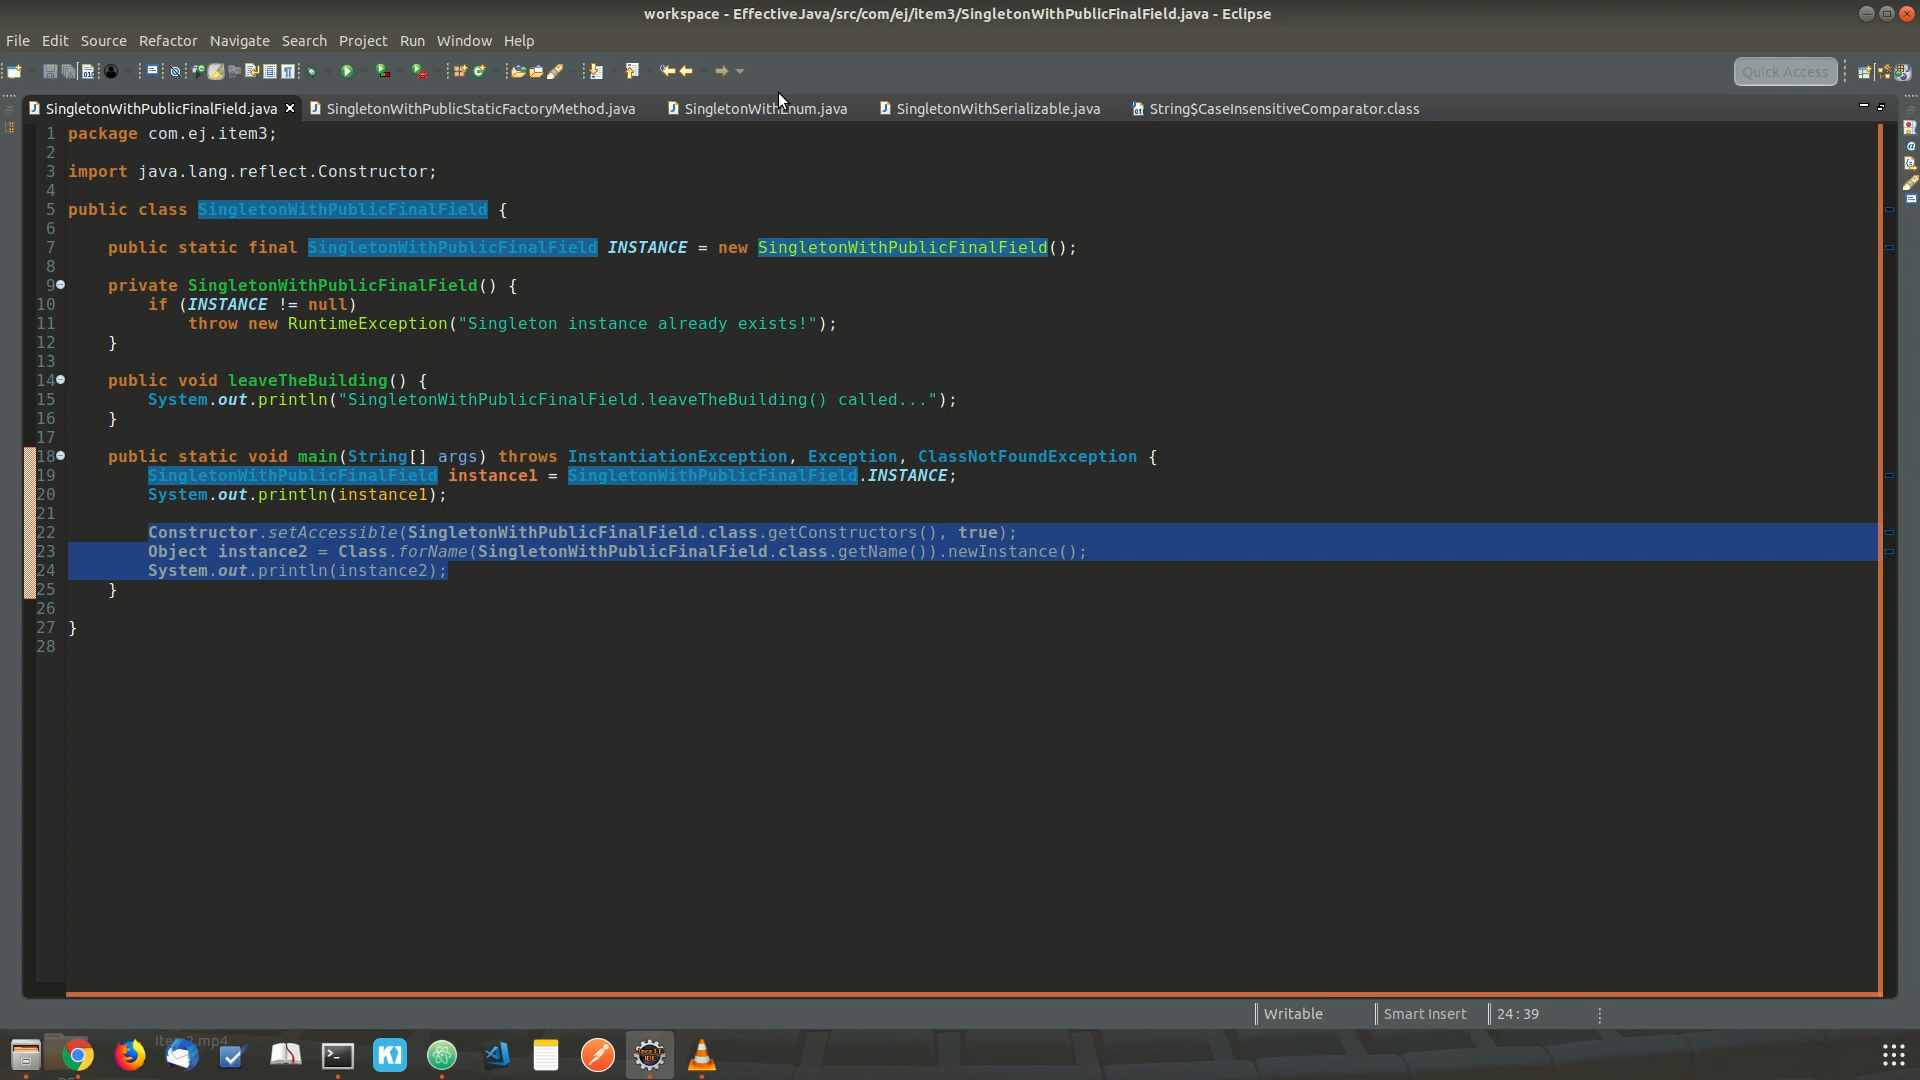 workspace - EffectiveJava/src/com/ej/item3/SingletonWithPublicFinalField.java - Eclipse
File Edit Source Refactor Navigate Search Project Run Window Help
Quick Access
SingletonWithPublicFinalField.java SingletonWithPublicStaticFactoryMethod.java SingletonWithEnum.java SingletonWithSerializable.java String$CaseInsensitiveComparator.class
1 package com.ej.item3;
2
3 import java.lang.reflect.Constructor;
4
5 public class SingletonWithPublicFinalField {
6
7 public static final SingletonWithPublicFinalField INSTANCE = new SingletonWithPublicFinalField();
8
9 private SingletonWithPublicFinalField() {
10 if (INSTANCE != null)
11 throw new RuntimeException("Singleton instance already exists!");
12 }
13
14 public void leaveTheBuilding() {
15 System.out.println("SingletonWithPublicFinalField.leaveTheBuilding() called...");
16 }
17
18 public static void main(String[] args) throws InstantiationException, Exception, ClassNotFoundException {
19 SingletonWithPublicFinalField instance1 = SingletonWithPublicFinalField.INSTANCE;
20 System.out.println(instance1);
21
22 Constructor.setAccessible(SingletonWithPublicFinalField.class.getConstructors(), true);
23 Object instance2 = Class.forName(SingletonWithPublicFinalField.class.getName()).newInstance();
24 System.out.println(instance2);
25 }
26
27 }
28
Writable Smart Insert 24:39